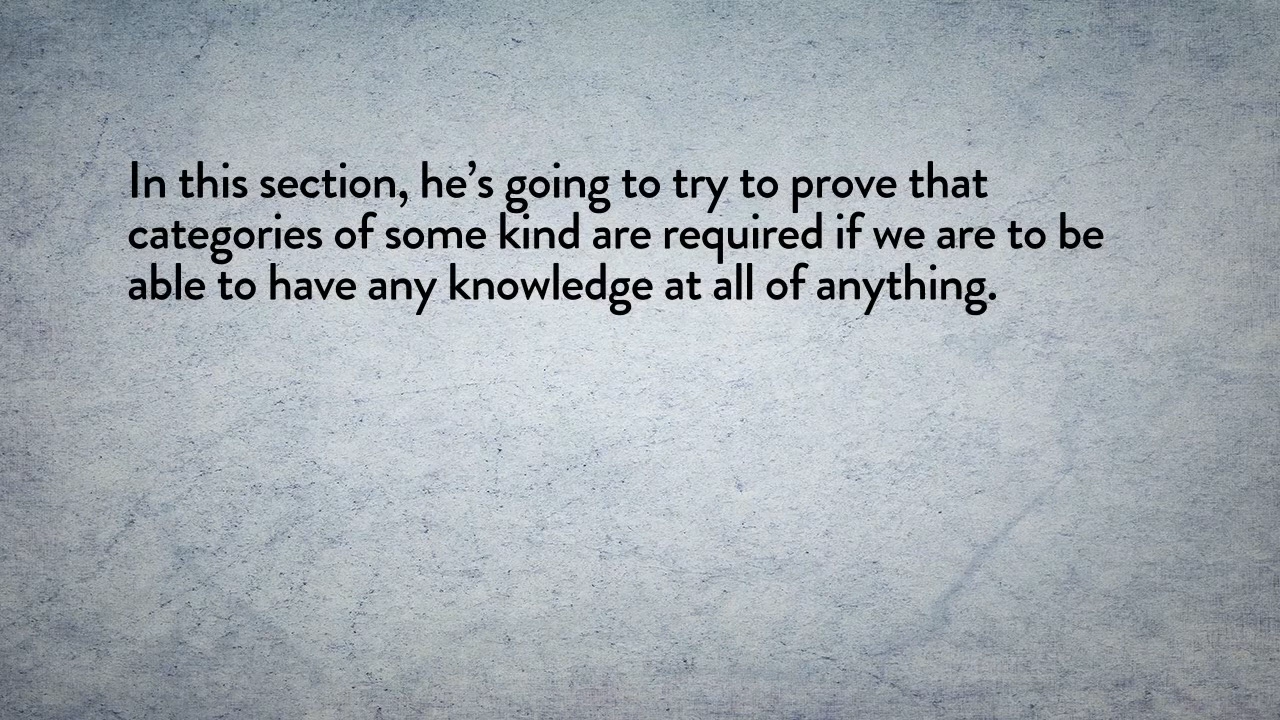 In this section, he’s going to try to prove that
categories of some kind are required if we are to be
able to have any knowledge at all of anything.